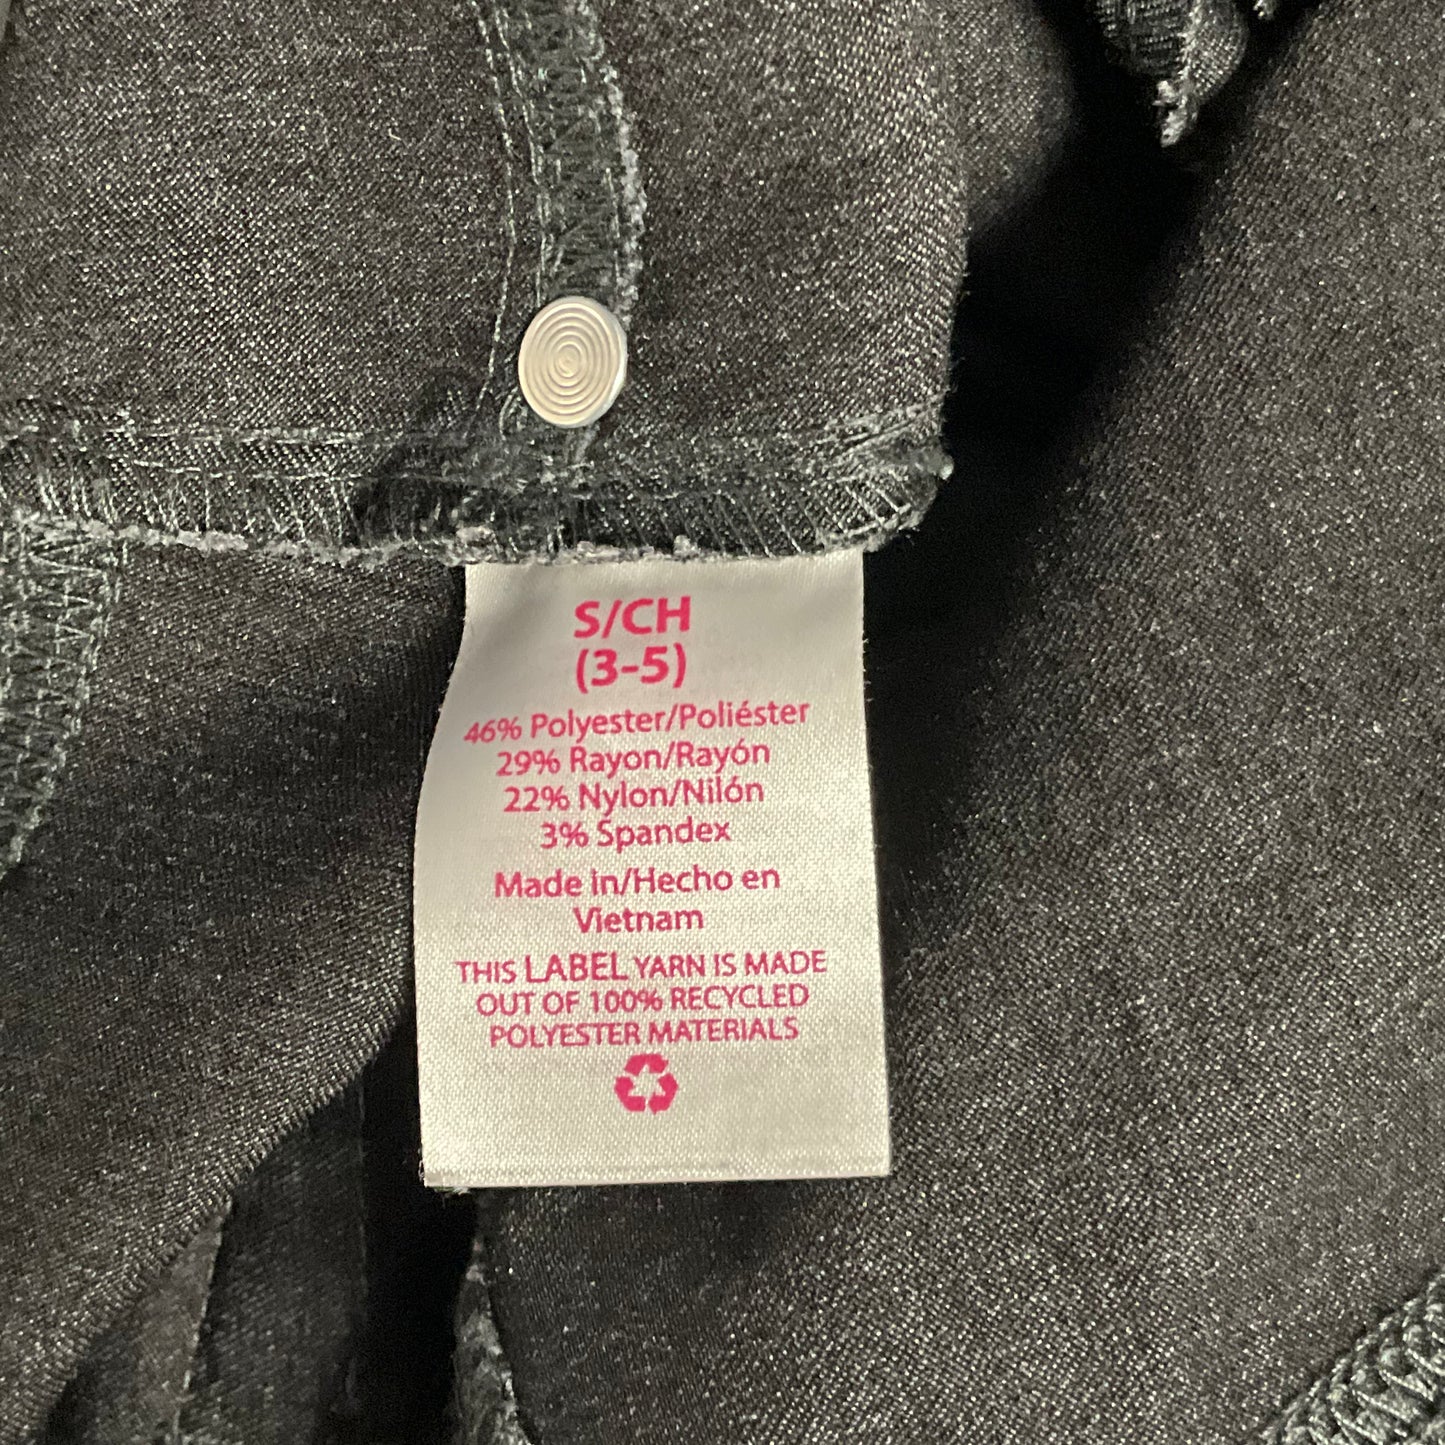 S/CH
(3-5)
46% Polyester/Poliéster
29% Rayon/Rayón
22% Nylon/Nilón
3% Spandex
Made in/Hecho en
Vietnam
THIS LABEL YARN IS MADE
OUT OF 100% RECYCLED
POLYESTER MATERIALS